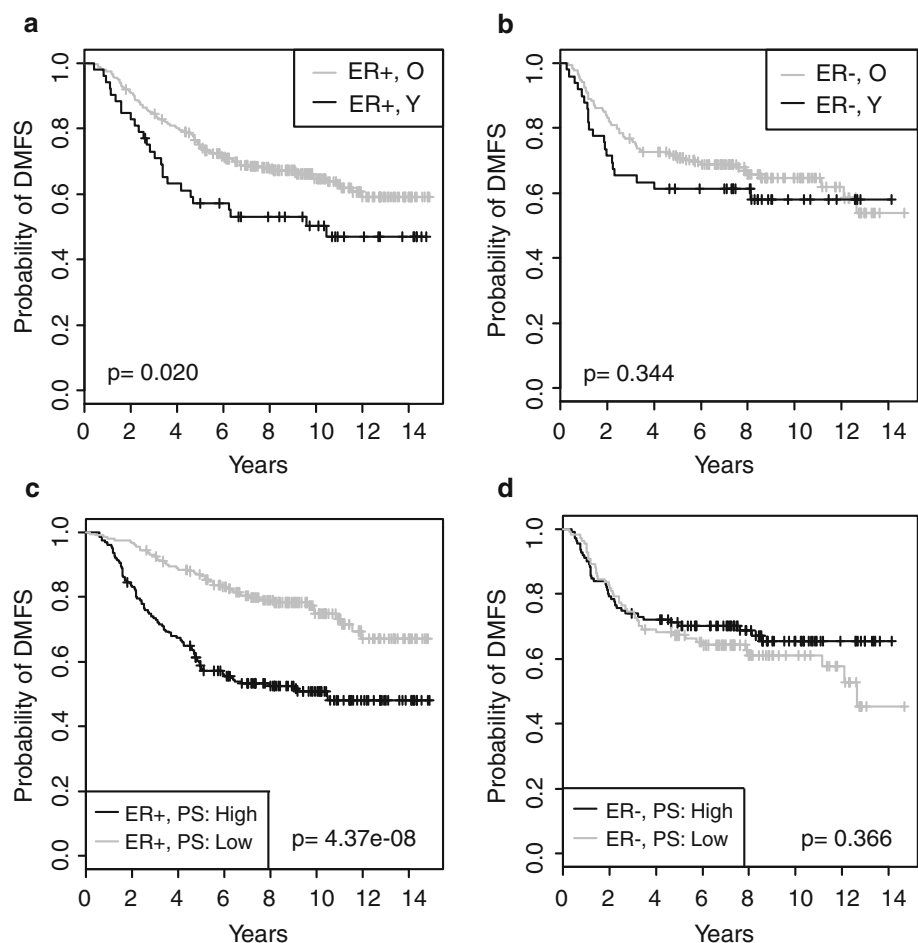 a
ER+, O
ER+, Y
Probability of DMFS
1.0
0.8
0.6
0.4
0.2
0.0
p= 0.020
0 2 4 6 8 10 12 14
Years
b
ER-, O
ER-, Y
Probability of DMFS
1.0
0.8
0.6
0.4
0.2
0.0
p= 0.344
0 2 4 6 8 10 12 14
Years
c
Probability of DMFS
1.0
0.8
0.6
0.4
0.2
0.0
ER+, PS: High
ER+, PS: Low
p= 4.37e-08
0 2 4 6 8 10 12 14
Years
d
Probability of DMFS
1.0
0.8
0.6
0.4
0.2
0.0
ER-, PS: High
ER-, PS: Low
p= 0.366
0 2 4 6 8 10 12 14
Years